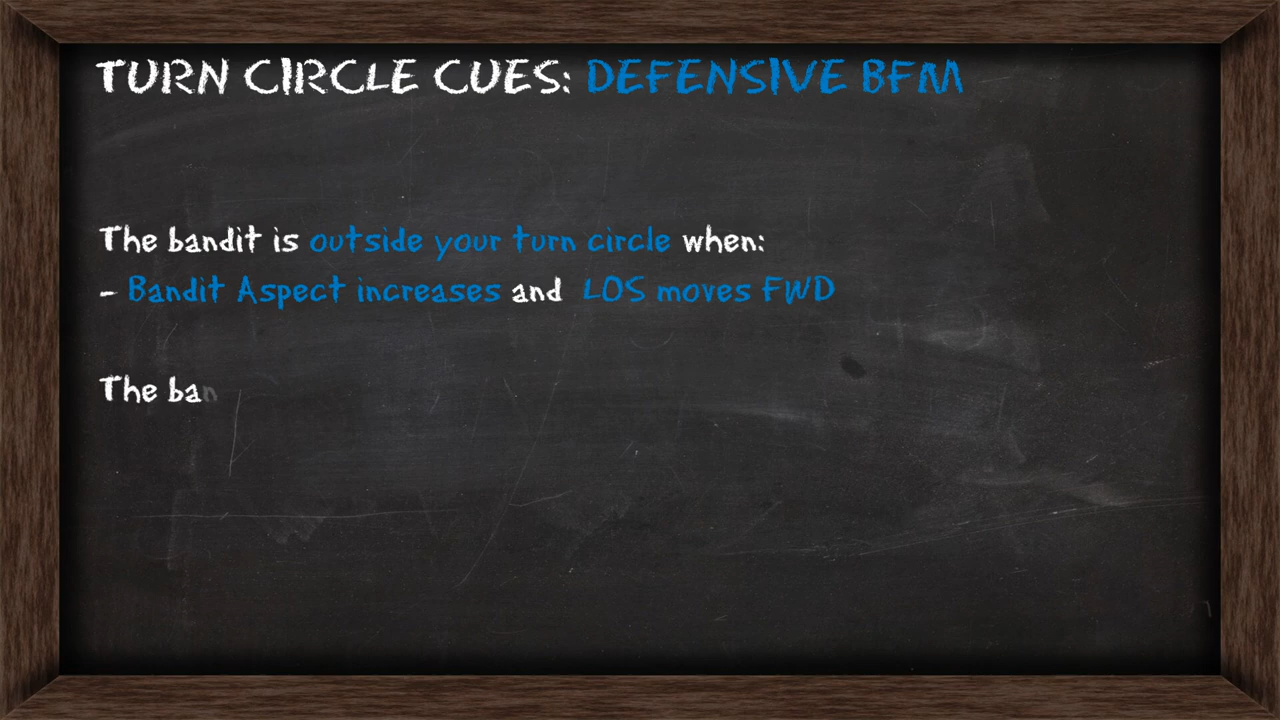 TURN CIRCLE CUES: DEFENSIVE BFM
The bandit is outside your turn circle when:
- Bandit Aspect increases and LOS moves FWD
The ban